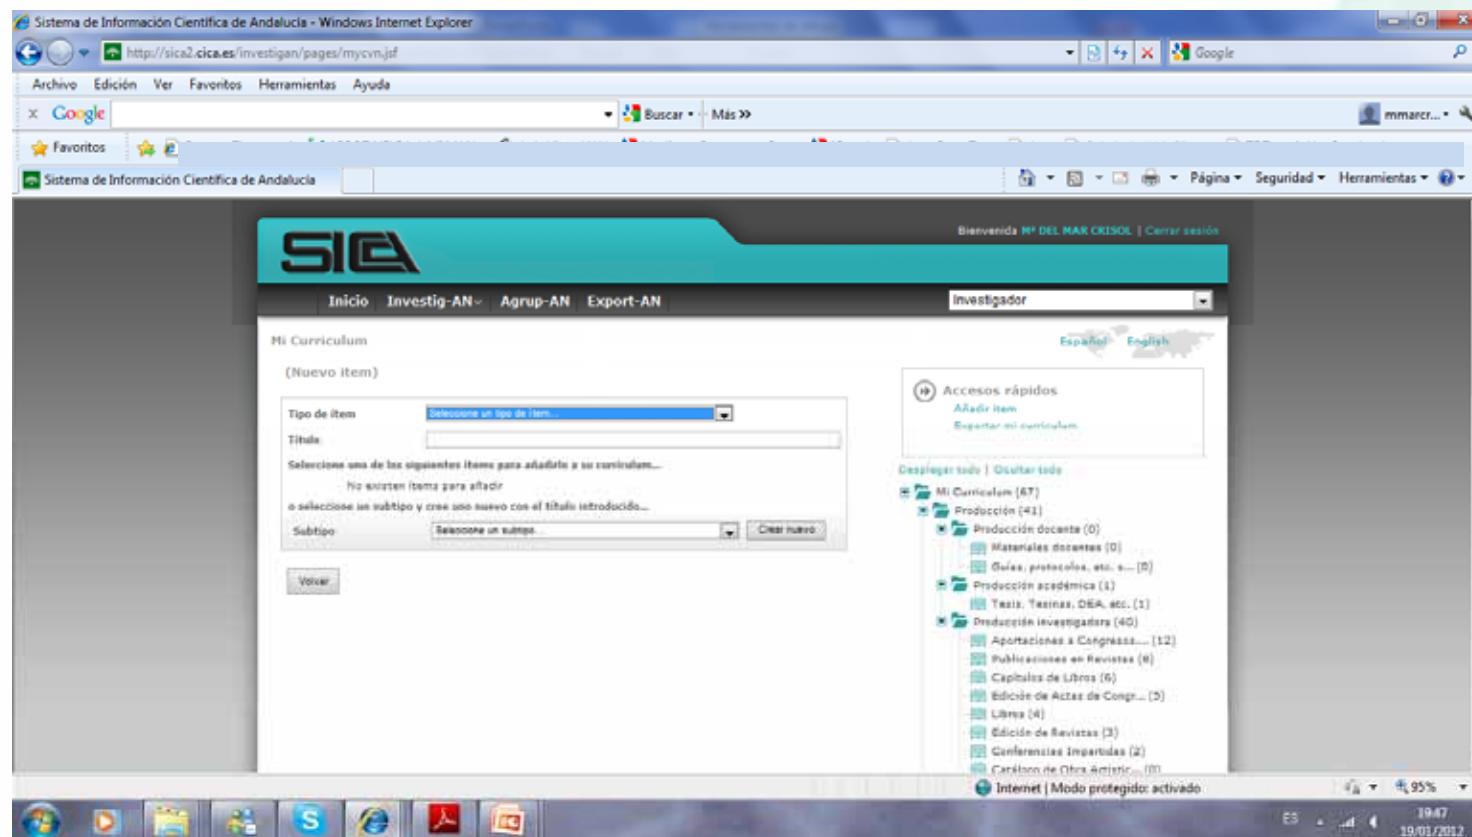 Sistema de Información Científica de Andalucía - Windows Internet Explorer
http://sica2.cica.es/investigan/pages/mycvn.jsf
Google
Archivo Edición Ver Favoritos Herramientas Ayuda
x Google Buscar Más >> mmarcr...
Favoritos
Sistema de Información Científica de Andalucía Página Seguridad Herramientas
Bienvenida Mª DEL MAR CRISOL | Cerrar sesión
SICA
Inicio Investig-AN Agrup-AN Export-AN Investigador
Mi Curriculum
Español English
(Nuevo item)
Tipo de ítem Seleccione un tipo de ítem...
Título
Seleccione uno de los siguientes ítems para añadirlo a su curriculum...
No existen ítems para añadir
o seleccione un subtipo y cree uno nuevo con el título introducido...
Subtipo Seleccione un subtipo... Crear nuevo
Volver
Accesos rápidos
Añadir item
Exportar mi curriculum
Desplegar todo | Ocultar todo
Mi Curriculum (67)
Producción (41)
Producción docente (0)
Materiales docentes (0)
Guías, protocolos, etc. s... (0)
Producción académica (1)
Tesis, Tesinas, DEA, etc. (1)
Producción investigadora (40)
Aportaciones a Congresos... (12)
Publicaciones en Revistas (8)
Capítulos de Libros (6)
Edición de Actas de Congr... (5)
Libros (4)
Edición de Revistas (3)
Conferencias Impartidas (2)
Catálogo de Obra Artístic... (0)
Internet | Modo protegido: activado 95%
ES 19:47
19/01/2012